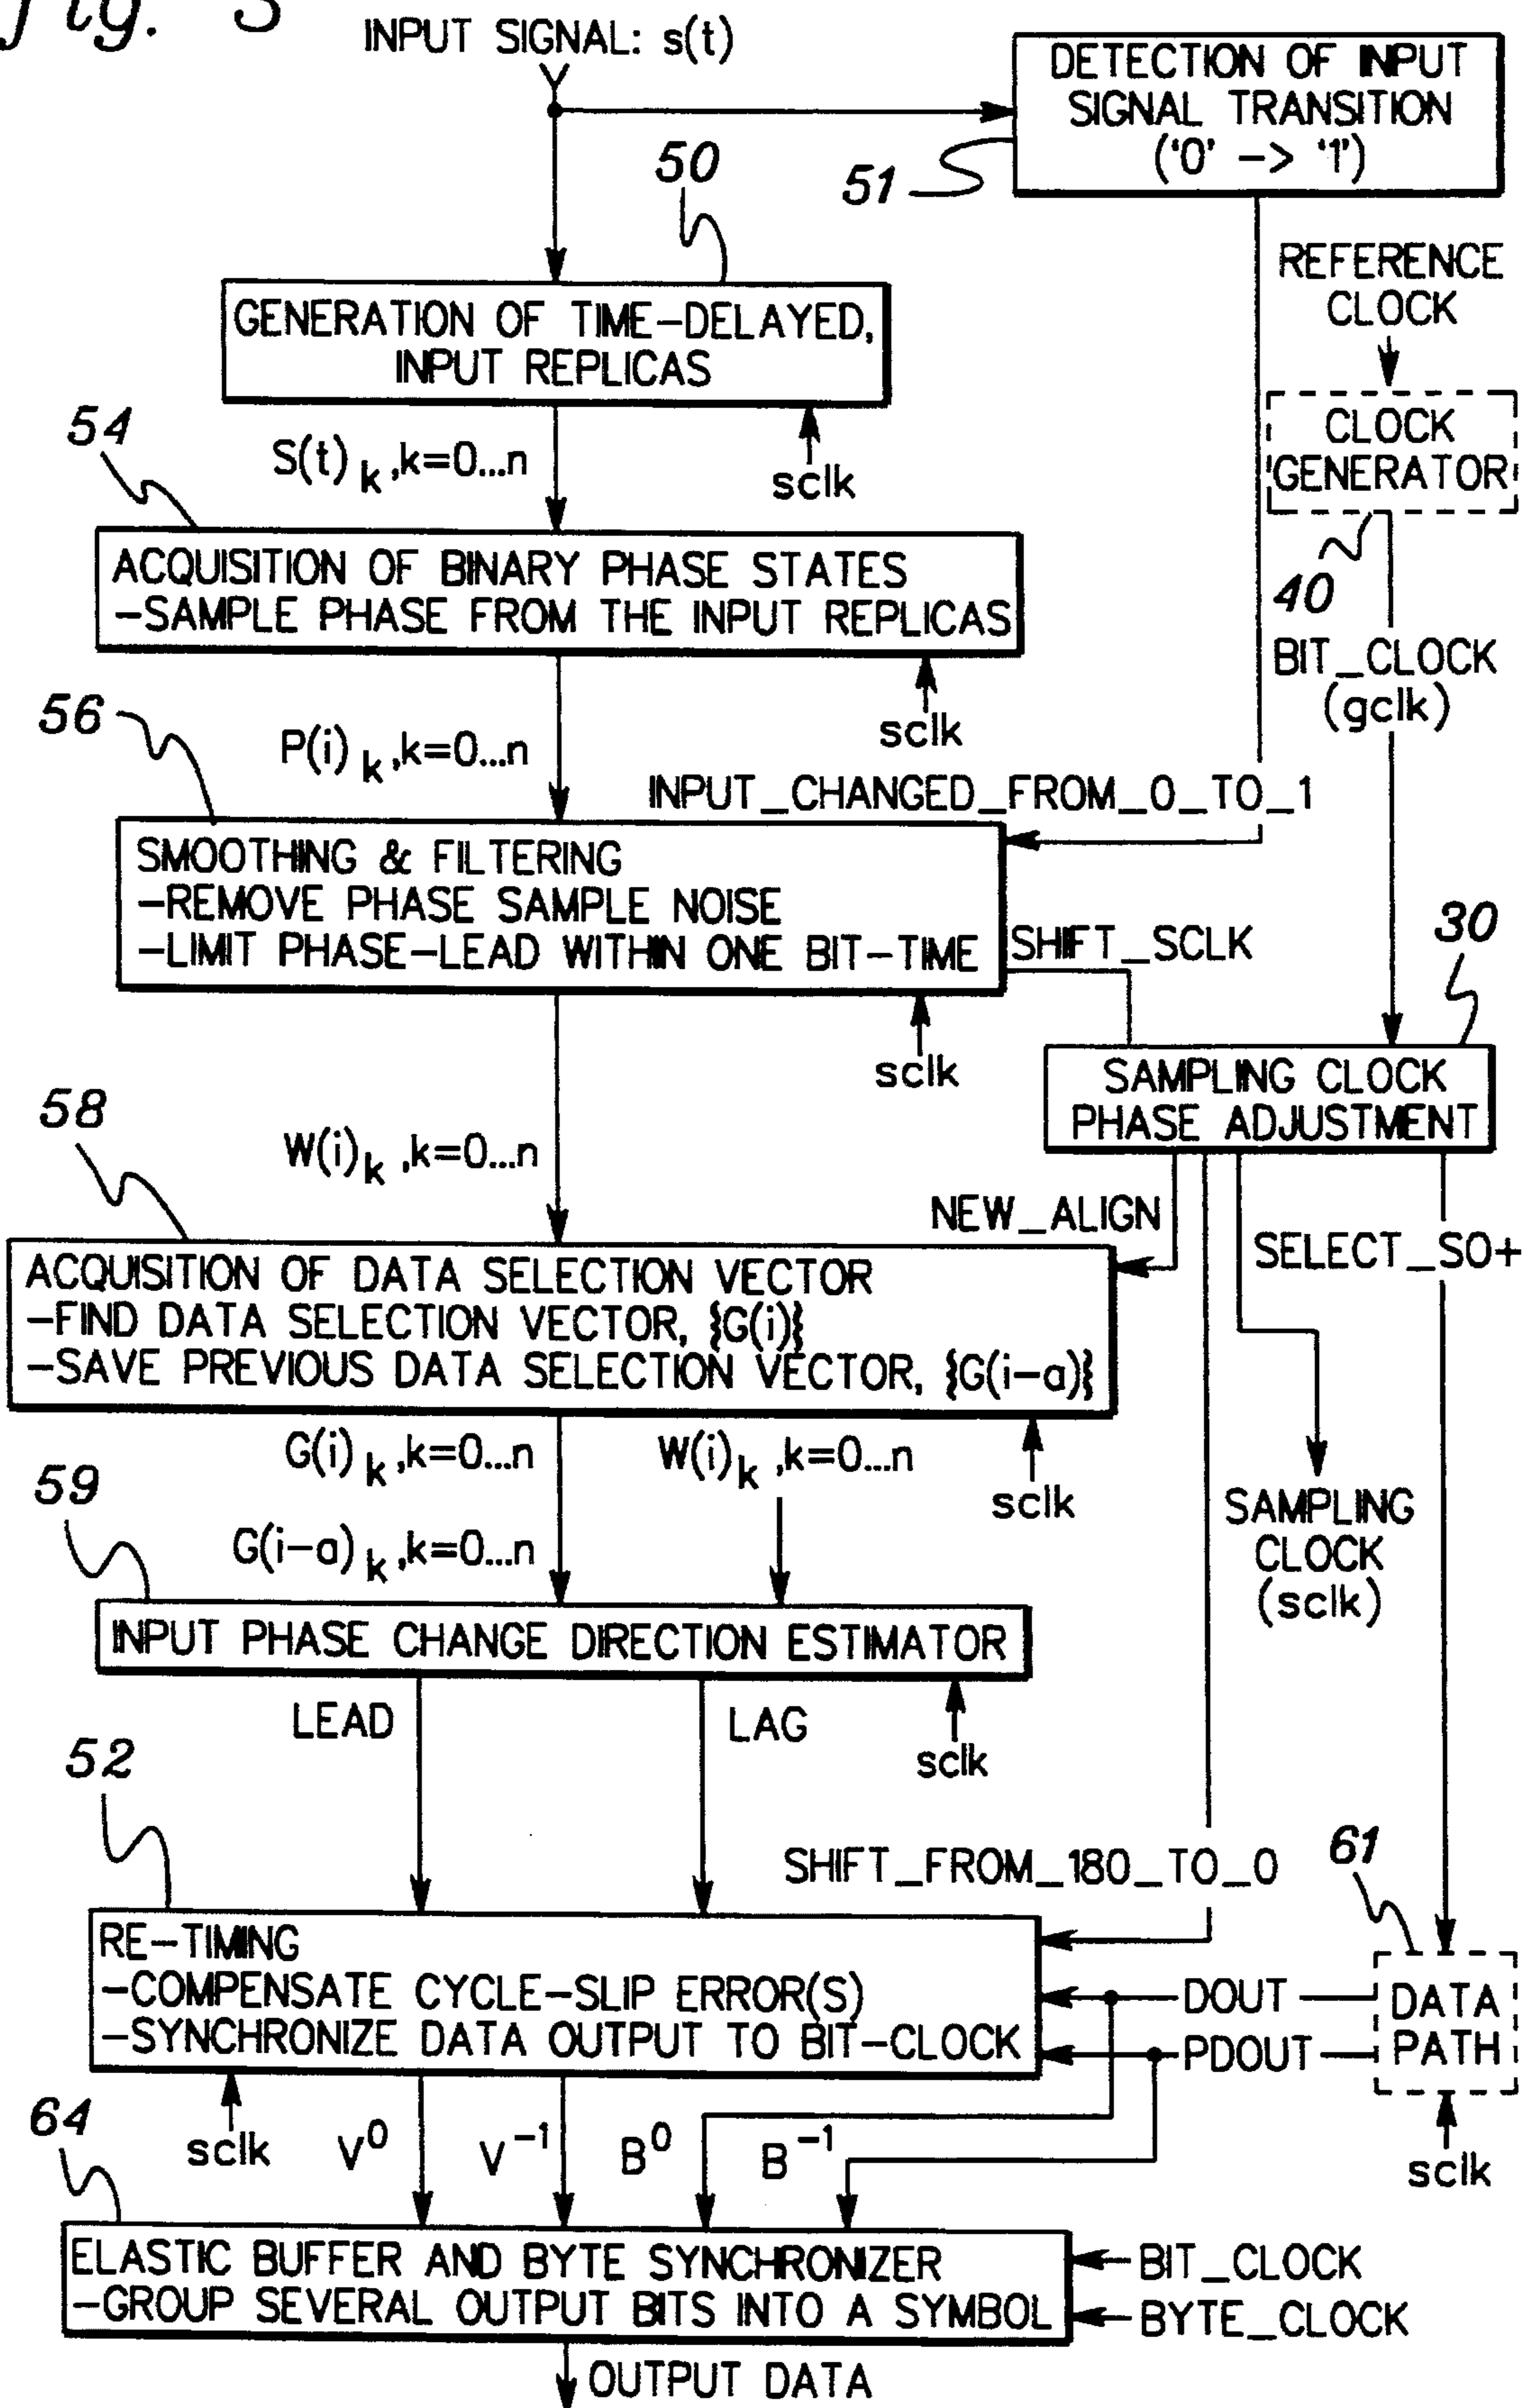 Fig. 3
INPUT SIGNAL: s(t)
DETECTION OF INPUT
SIGNAL TRANSITION
('0' -> '1')
51
50
REFERENCE
CLOCK
GENERATION OF TIME-DELAYED,
INPUT REPLICAS
CLOCK
GENERATOR
54
S(t) k ,k=0...n
sclk
40
ACQUISITION OF BINARY PHASE STATES
-SAMPLE PHASE FROM THE INPUT REPLICAS
BIT_CLOCK
(gclk)
56
P(i) k ,k=0...n
sclk
INPUT_CHANGED_FROM_0_TO_1
SMOOTHING & FILTERING
-REMOVE PHASE SAMPLE NOISE
-LIMIT PHASE-LEAD WITHIN ONE BIT-TIME
SHIFT_SCLK
30
sclk
SAMPLING CLOCK
PHASE ADJUSTMENT
58
W(i) k ,k=0...n
NEW_ALIGN
SELECT_S0+
ACQUISITION OF DATA SELECTION VECTOR
-FIND DATA SELECTION VECTOR, {G(i)}
-SAVE PREVIOUS DATA SELECTION VECTOR, {G(i-a)}
G(i) k ,k=0...n
W(i) k ,k=0...n
sclk
59
G(i-a) k ,k=0...n
SAMPLING
CLOCK
(sclk)
INPUT PHASE CHANGE DIRECTION ESTIMATOR
LEAD
LAG
sclk
52
SHIFT_FROM_180_TO_0
61
RE-TIMING
-COMPENSATE CYCLE-SLIP ERROR(S)
-SYNCHRONIZE DATA OUTPUT TO BIT-CLOCK
DOUT
PDOUT
DATA
PATH
64
sclk
V0
V-1
B0
B-1
sclk
ELASTIC BUFFER AND BYTE SYNCHRONIZER
-GROUP SEVERAL OUTPUT BITS INTO A SYMBOL
BIT_CLOCK
BYTE_CLOCK
OUTPUT DATA